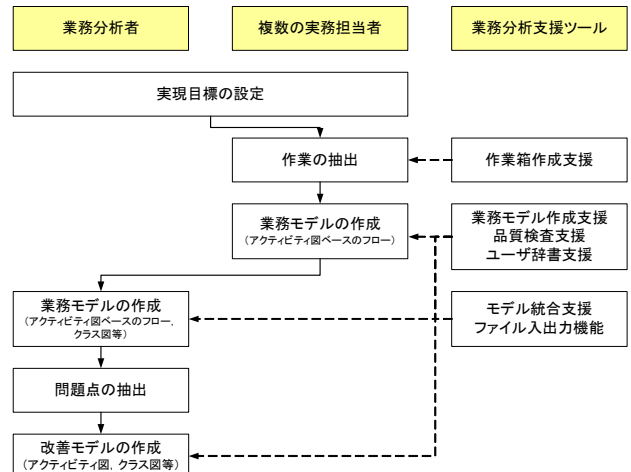 業務分析者
複数の実務担当者
業務分析支援ツール
実現目標の設定
作業の抽出
作業箱作成支援
業務モデルの作成
(アクティビティ図ベースのフロー)
業務モデル作成支援
品質検査支援
ユーザ辞書支援
業務モデルの作成
(アクティビティ図ベースのフロー,
クラス図等)
モデル統合支援
ファイル入出力機能
問題点の抽出
改善モデルの作成
(アクティビティ図, クラス図等)